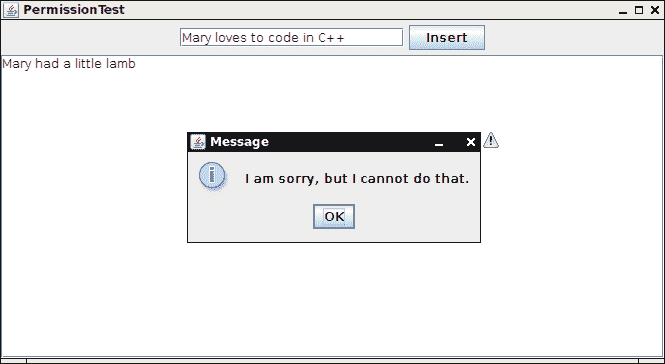 PermissionTest
Mary loves to code in C++ Insert
Mary had a little lamb
Message
I am sorry, but I cannot do that.
OK